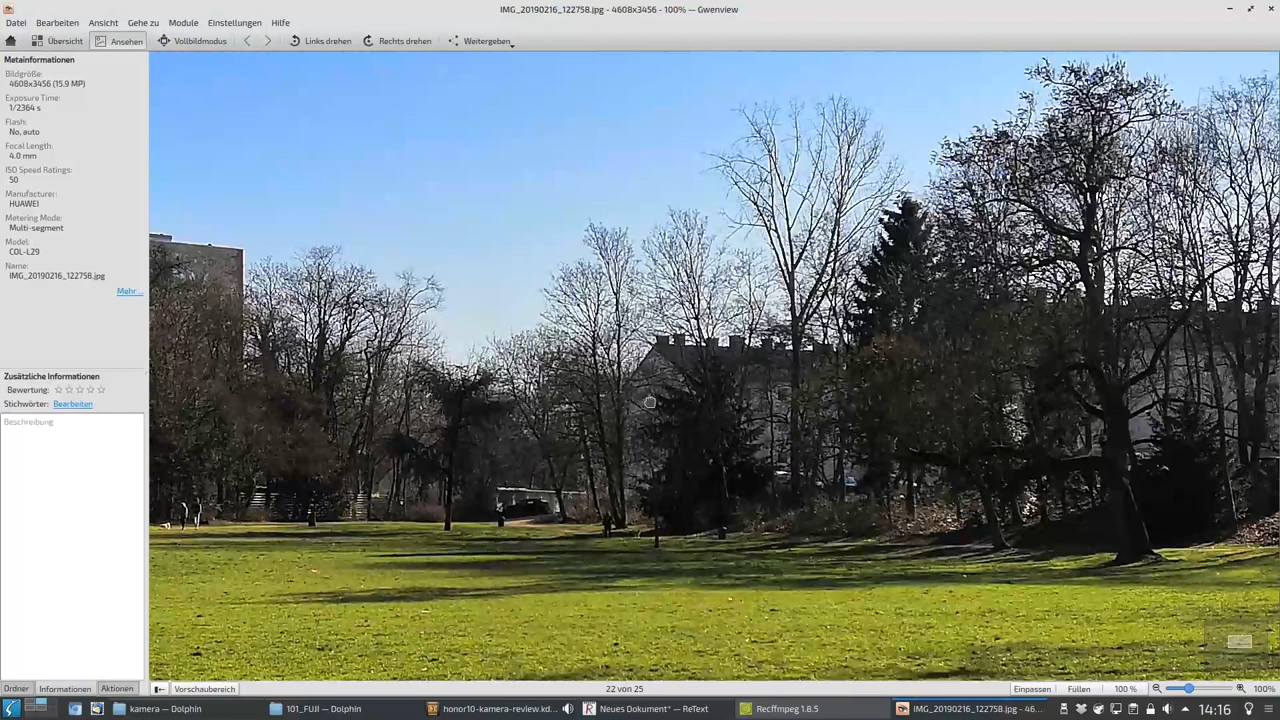 IMG_20190216_122758.jpg - 4608x3456 - 100% — Gwenview
Datei Bearbeiten Ansicht Gehe zu Module Einstellungen Hilfe
Übersicht Ansehen Vollbildmodus Links drehen Rechts drehen Weitergeben
Metainformationen
Bildgröße:
4608x3456 (15.9 MP)
Exposure Time:
1/2364 s
Flash:
No, auto
Focal Length:
4.0 mm
ISO Speed Ratings:
50
Manufacturer:
HUAWEI
Metering Mode:
Multi-segment
Model:
COL-L29
Name:
IMG_20190216_122758.jpg
Mehr...
Zusätzliche Informationen
Bewertung:
Stichwörter: Bearbeiten
Beschreibung
Ordner Informationen Aktionen Vorschaubereich 22 von 25 Einpassen Füllen 100 % 100%
kamera — Dolphin 101_FUJI — Dolphin honor10-kamera-review.kd... Neues Dokument* — ReText Recffmpeg 1.8.5 IMG_20190216_122758.jpg - 46... 14:16